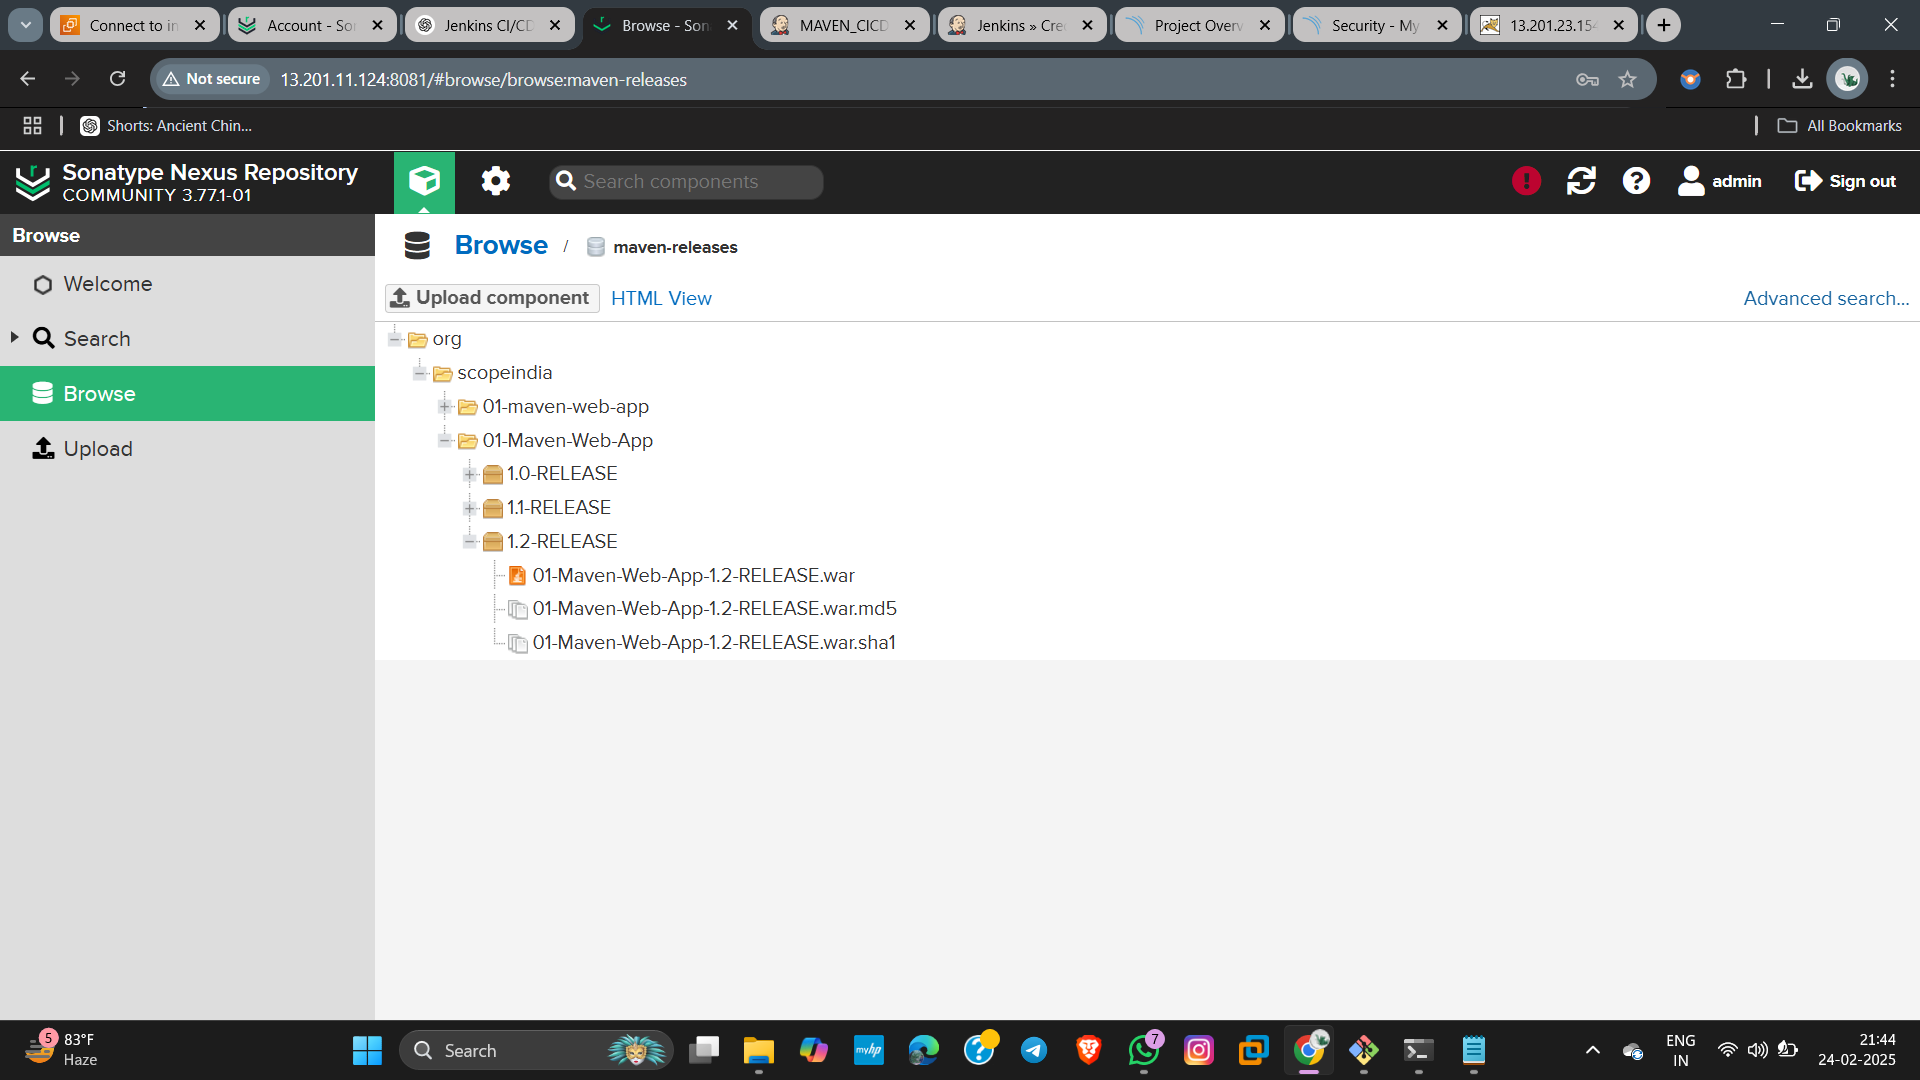 Connect to in
Account - Son
Jenkins CI/CD
Browse - Son
MAVEN_CICD
Jenkins » Cre
Project Overv
Security - My
13.201.23.154
Not secure
13.201.11.124:8081/#browse/browse:maven-releases
Shorts: Ancient Chin...
All Bookmarks
Sonatype Nexus Repository
COMMUNITY 3.77.1-01
Search components
admin
Sign out
Browse
Welcome
Search
Browse
Upload
Browse / maven-releases
Upload component
HTML View
Advanced search...
org
scopeindia
01-maven-web-app
01-Maven-Web-App
1.0-RELEASE
1.1-RELEASE
1.2-RELEASE
01-Maven-Web-App-1.2-RELEASE.war
01-Maven-Web-App-1.2-RELEASE.war.md5
01-Maven-Web-App-1.2-RELEASE.war.sha1
5
83°F
Haze
Search
myhp
7
ENG
IN
21:44
24-02-2025